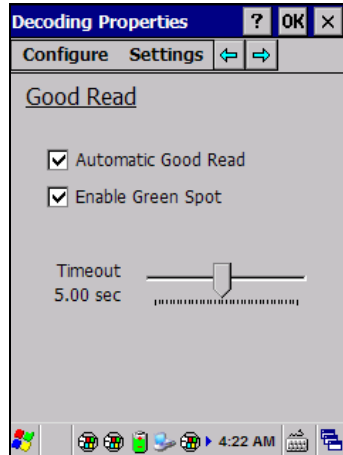 Decoding Properties ? OK ×
Configure Settings
Good Read
Automatic Good Read
Enable Green Spot
Timeout
5.00 sec
4:22 AM